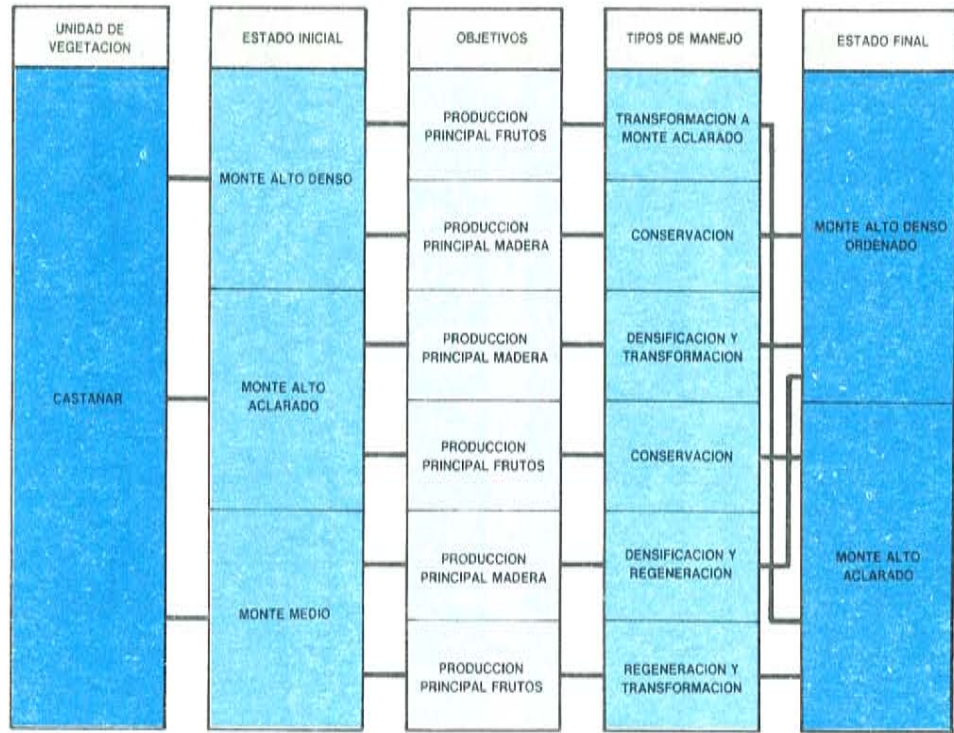 UNIDAD DE
VEGETACION
ESTADO INICIAL
OBJETIVOS
TIPOS DE MANEJO
ESTADO FINAL
CASTAÑAR
MONTE ALTO DENSO
MONTE ALTO
ACLARADO
MONTE MEDIO
PRODUCCION
PRINCIPAL FRUTOS
PRODUCCION
PRINCIPAL MADERA
PRODUCCION
PRINCIPAL MADERA
PRODUCCION
PRINCIPAL FRUTOS
PRODUCCION
PRINCIPAL MADERA
PRODUCCION
PRINCIPAL FRUTOS
TRANSFORMACION A
MONTE ACLARADO
CONSERVACION
DENSIFICACION Y
TRANSFORMACION
CONSERVACION
DENSIFICACION Y
REGENERACIÓN
REGENERACION Y
TRANSFORMACION
MONTE ALTO DENSO
ORDENADO
MONTE ALTO
ACLARADO